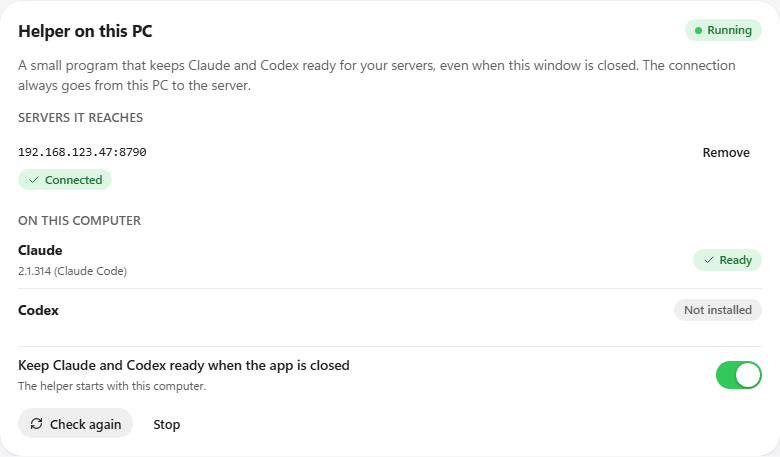 Helper on this PC
Running
A small program that keeps Claude and Codex ready for your servers, even when this window is closed. The connection
always goes from this PC to the server.
SERVERS IT REACHES
192.168.123.47:8790
Remove
Connected
ON THIS COMPUTER
Claude
2.1.314 (Claude Code)
Ready
Codex
Not installed
Keep Claude and Codex ready when the app is closed
The helper starts with this computer.
Check again
Stop